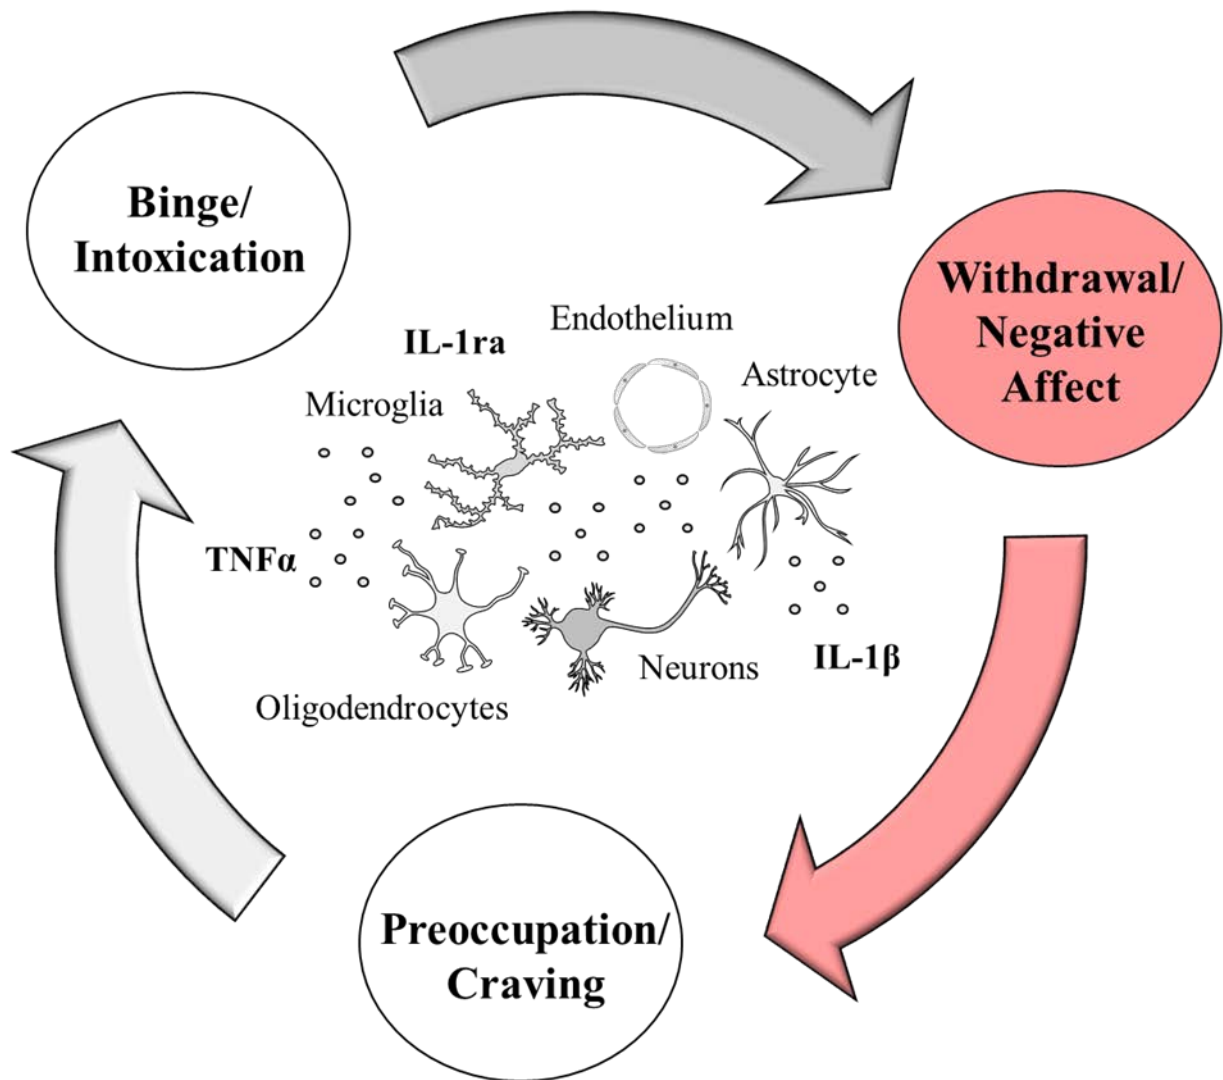 Binge/
Intoxication
Withdrawal/
Negative
Affect
Endothelium
IL-1ra
Astrocyte
Microglia
TNFα
Neurons
IL-1β
Oligodendrocytes
Preoccupation/
Craving